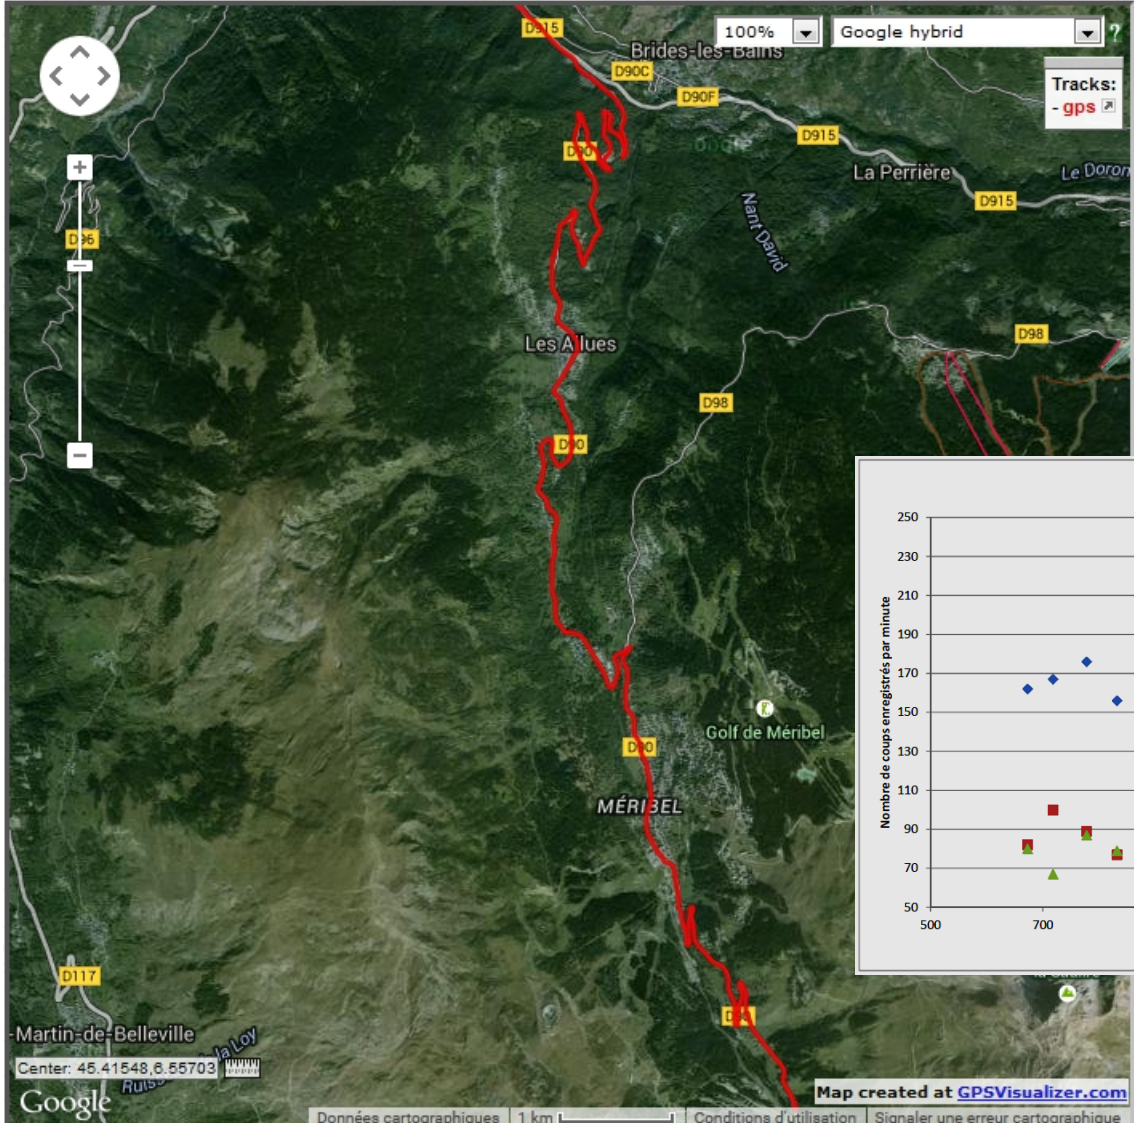 D915
100%
Google hybrid
?
Brides-les-Bains
D90C
Tracks:
- gps
D90F
D915
D90
La Perrière
Le Doron
D915
Nant David
D96
D98
Les Allues
D98
D90
250
230
210
190
170
150
130
110
90
70
50
500
700
Nombre de coups enregistrés par minute
Golf de Méribel
D90
MÉRIBEL
D117
-Martin-de-Belleville
la Loy
Center: 45.41548,6.55703
Google
Map created at GPSVisualizer.com
Données cartographiques
1 km
Conditions d'utilisation
Signaler une erreur cartographique